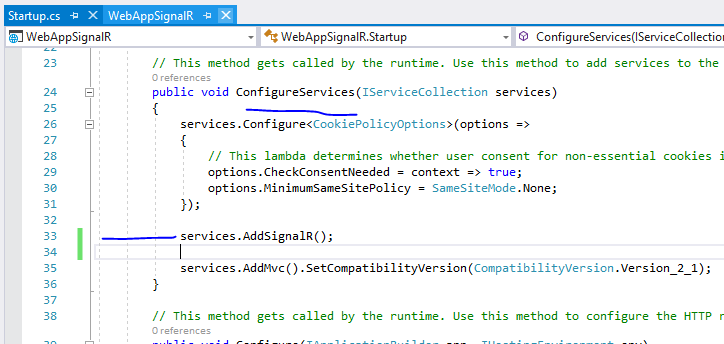 Startup.cs WebAppSignalR
WebAppSignalR WebAppSignalR.Startup ConfigureServices(IServiceCollection
22
23 // This method gets called by the runtime. Use this method to add services to the
0 references
24 public void ConfigureServices(IServiceCollection services)
25 {
26 services.Configure<CookiePolicyOptions>(options =>
27 {
28 // This lambda determines whether user consent for non-essential cookies i
29 options.CheckConsentNeeded = context => true;
30 options.MinimumSameSitePolicy = SameSiteMode.None;
31 });
32
33 services.AddSignalR();
34
35 services.AddMvc().SetCompatibilityVersion(CompatibilityVersion.Version_2_1);
36 }
37
38 // This method gets called by the runtime. Use this method to configure the HTTP r
0 references